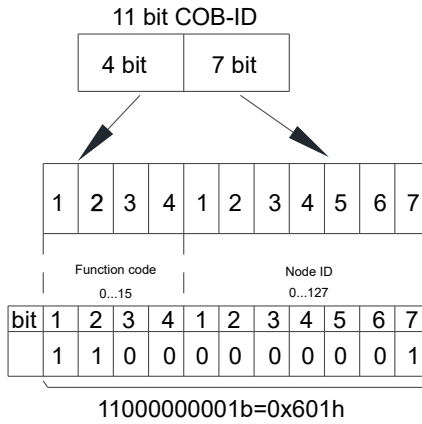 11 bit COB-ID
4 bit 7 bit
1 2 3 4 1 2 3 4 5 6 7
Function code Node ID
0...15 0...127
bit 1 2 3 4 1 2 3 4 5 6 7
1 1 0 0 0 0 0 0 0 0 1
11000000001b=0x601h